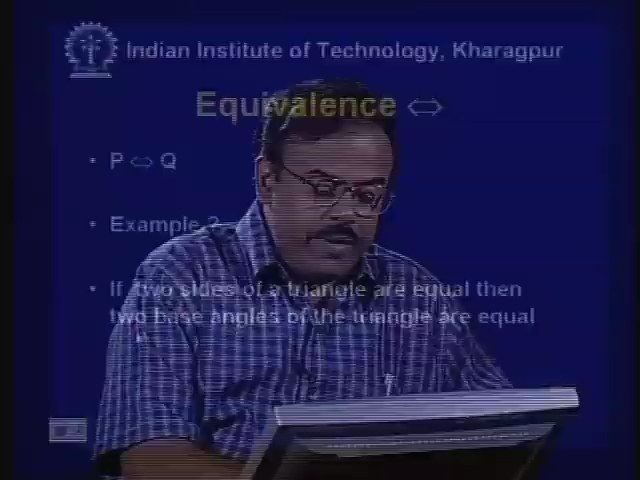 Indian Institute of Technology, Kharagpur
Equivalence ⇔
• P ⇔ Q
• Example ?
• If two sides of a triangle are equal then
two base angles of the triangle are equal